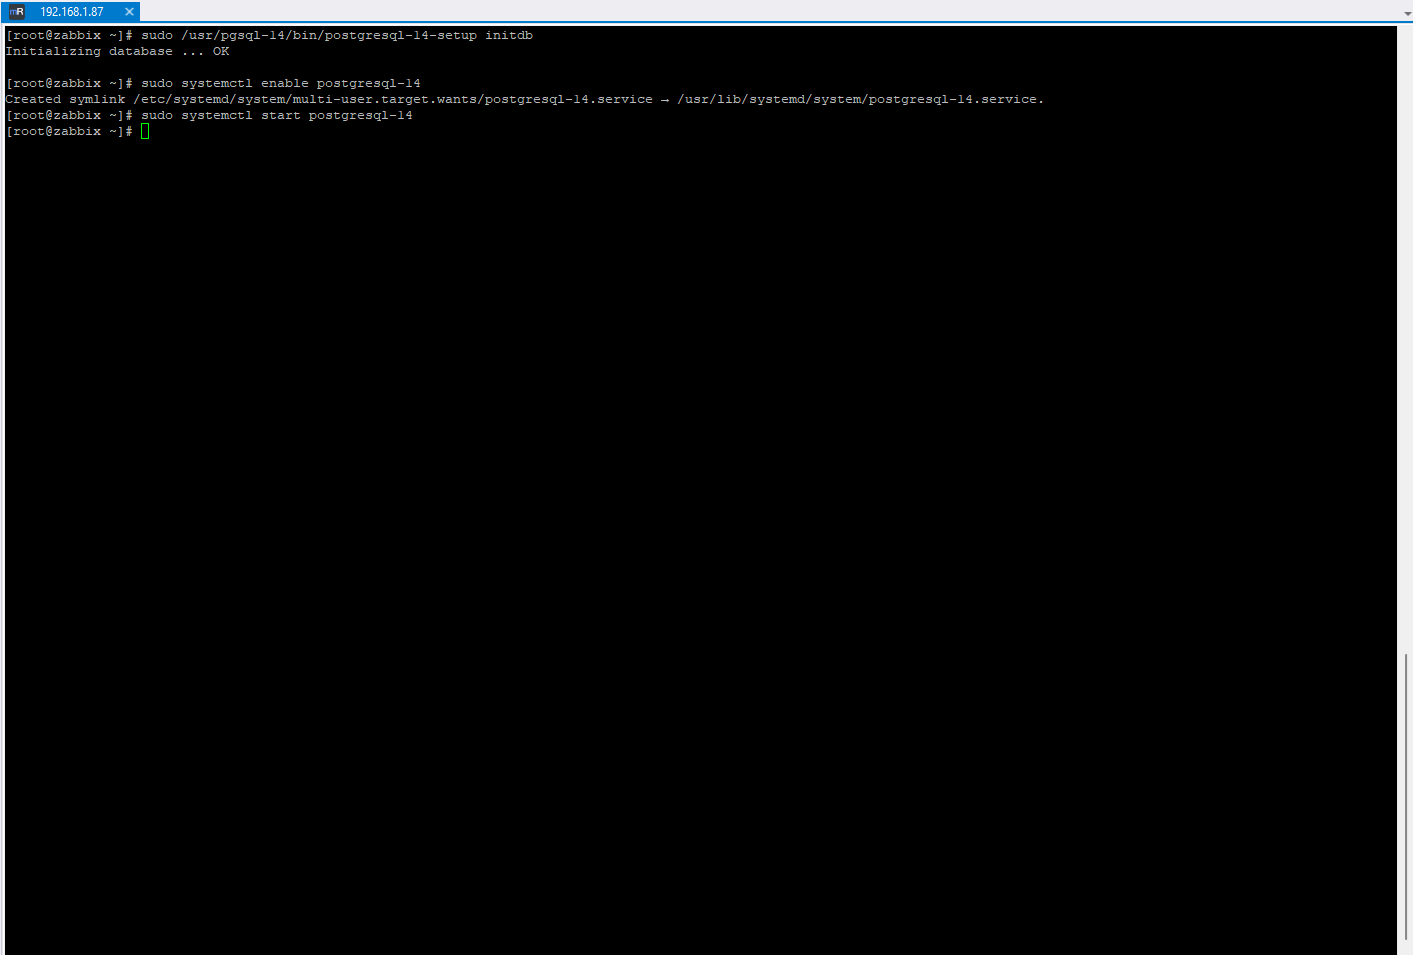 mR 192.168.1.87
[root@zabbix ~]# sudo /usr/pgsql-14/bin/postgresql-14-setup initdb
Initializing database ... OK
[root@zabbix ~]# sudo systemctl enable postgresql-14
Created symlink /etc/systemd/system/multi-user.target.wants/postgresql-14.service → /usr/lib/systemd/system/postgresql-14.service.
[root@zabbix ~]# sudo systemctl start postgresql-14
[root@zabbix ~]#